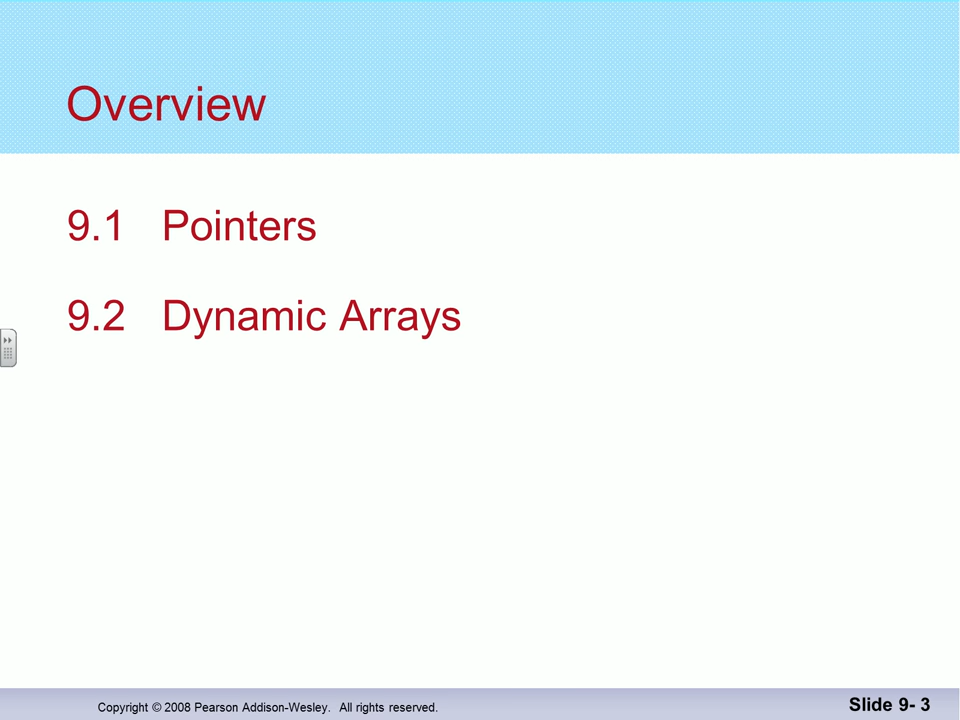 Overview
9.1 Pointers
9.2 Dynamic Arrays
Copyright © 2008 Pearson Addison-Wesley. All rights reserved.
Slide 9- 3